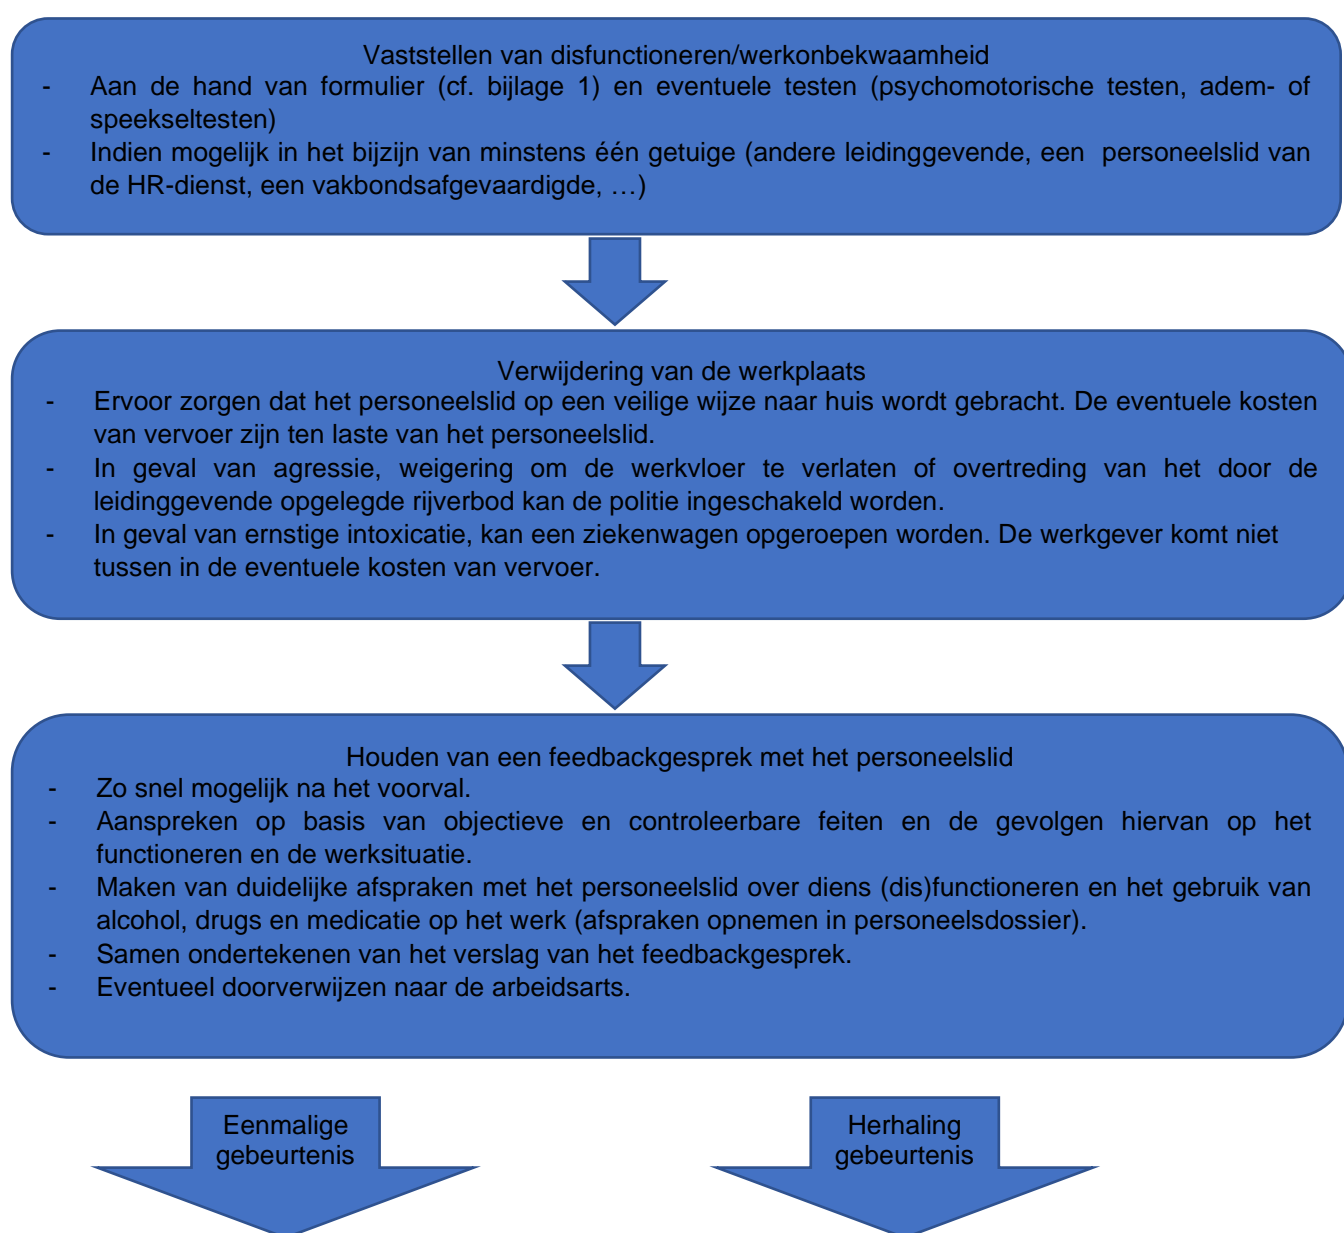 Vaststellen van disfunctioneren/werkonbekwaamheid
- Aan de hand van formulier (cf. bijlage 1) en eventuele testen (psychomotorische testen, adem- of
speekseltesten)
- Indien mogelijk in het bijzijn van minstens één getuige (andere leidinggevende, een personeelslid van
de HR-dienst, een vakbondsafgevaardigde, …)
Verwijdering van de werkplaats
- Ervoor zorgen dat het personeelslid op een veilige wijze naar huis wordt gebracht. De eventuele kosten
van vervoer zijn ten laste van het personeelslid.
- In geval van agressie, weigering om de werkvloer te verlaten of overtreding van het door de
leidinggevende opgelegde rijverbod kan de politie ingeschakeld worden.
- In geval van ernstige intoxicatie, kan een ziekenwagen opgeroepen worden. De werkgever komt niet
tussen in de eventuele kosten van vervoer.
Houden van een feedbackgesprek met het personeelslid
- Zo snel mogelijk na het voorval.
- Aanspreken op basis van objectieve en controleerbare feiten en de gevolgen hiervan op het
functioneren en de werksituatie.
- Maken van duidelijke afspraken met het personeelslid over diens (dis)functioneren en het gebruik van
alcohol, drugs en medicatie op het werk (afspraken opnemen in personeelsdossier).
- Samen ondertekenen van het verslag van het feedbackgesprek.
- Eventueel doorverwijzen naar de arbeidsarts.
Eenmalige
gebeurtenis
Herhaling
gebeurtenis